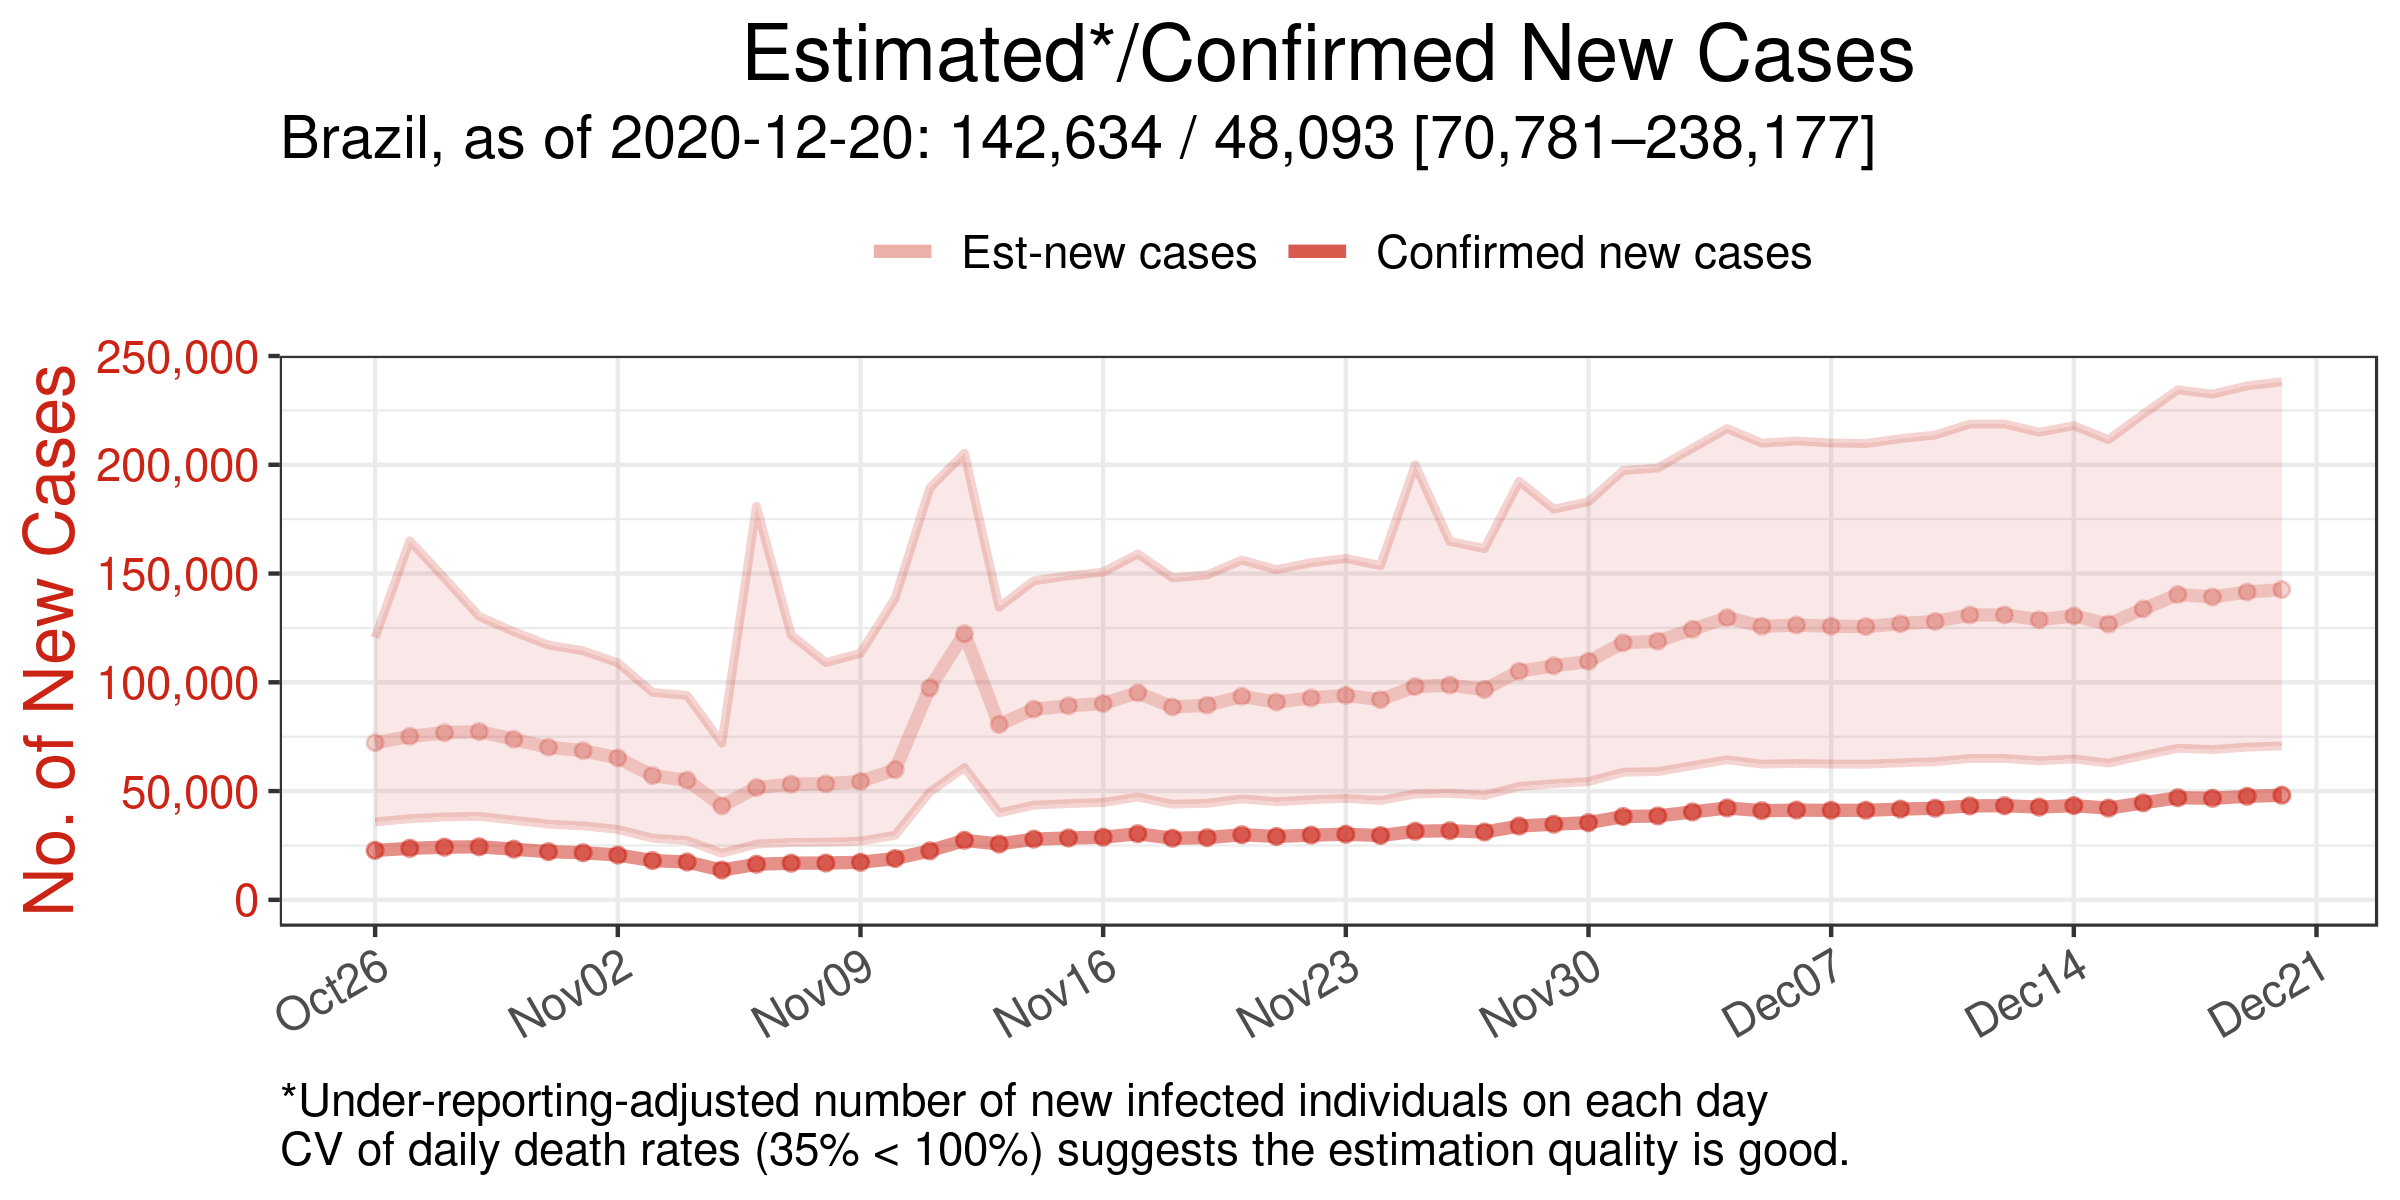 Estimated*/Confirmed New Cases
Brazil, as of 2020-12-20: 142,634 / 48,093 [70,781–238,177]
Est-new cases Confirmed new cases
No. of New Cases
250,000
200,000
150,000
100,000
50,000
0
Oct26 Nov02 Nov09 Nov16 Nov23 Nov30 Dec07 Dec14 Dec21
*Under-reporting-adjusted number of new infected individuals on each day
CV of daily death rates (35% < 100%) suggests the estimation quality is good.